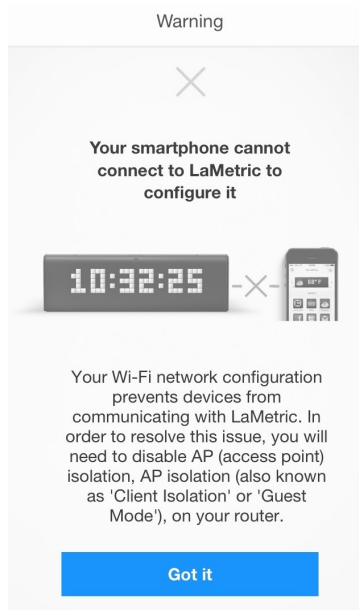 Warning
Your smartphone cannot
connect to LaMetric to
configure it
10:32:25
68°F
Your Wi-Fi network configuration
prevents devices from
communicating with LaMetric. In
order to resolve this issue, you will
need to disable AP (access point)
isolation, AP isolation (also known
as 'Client Isolation' or 'Guest
Mode'), on your router.
Got it